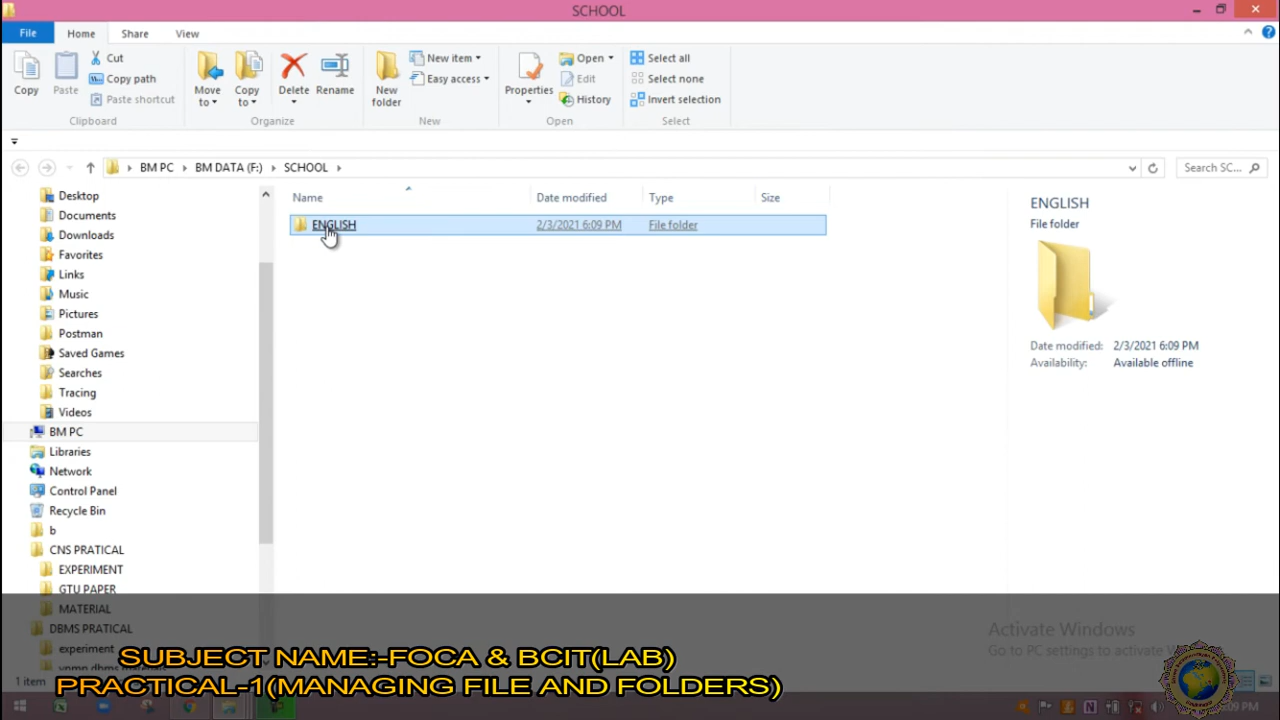 SCHOOL
File Home Share View
Copy Paste Cut Copy path Paste shortcut Clipboard
Move to Copy to Delete Rename Organize
New folder New item Easy access New
Properties Open Edit History Open
Select all Select none Invert selection Select
BM PC BM DATA (F:) SCHOOL Search SC...
Desktop
Documents
Downloads
Favorites
Links
Music
Pictures
Postman
Saved Games
Searches
Tracing
Videos
BM PC
Libraries
Network
Control Panel
Recycle Bin
b
CNS PRATICAL
EXPERIMENT
GTU PAPER
MATERIAL
DBMS PRATICAL
experiment
Name Date modified Type Size
ENGLISH 2/3/2021 6:09 PM File folder
ENGLISH
File folder
Date modified: 2/3/2021 6:09 PM
Availability: Available offline
Activate Windows
Go to PC settings to activate
1 item
SUBJECT NAME:-FOCA & BCIT(LAB)
PRACTICAL-1(MANAGING FILE AND FOLDERS)